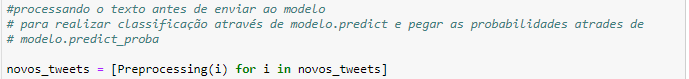 #processando o texto antes de enviar ao modelo
# para realizar classificação através de modelo.predict e pegar as probabilidades atrades de
# modelo.predict_proba
novos_tweets = [Preprocessing(i) for i in novos_tweets]